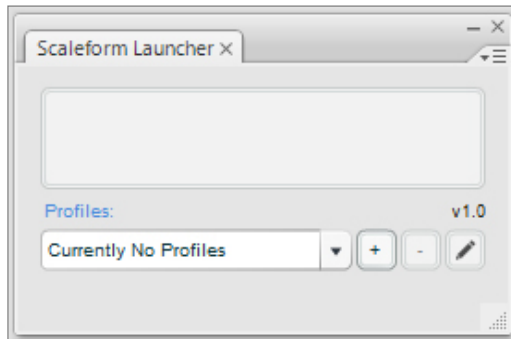 Scaleform Launcher ×
Profiles:
v1.0
Currently No Profiles
+
-